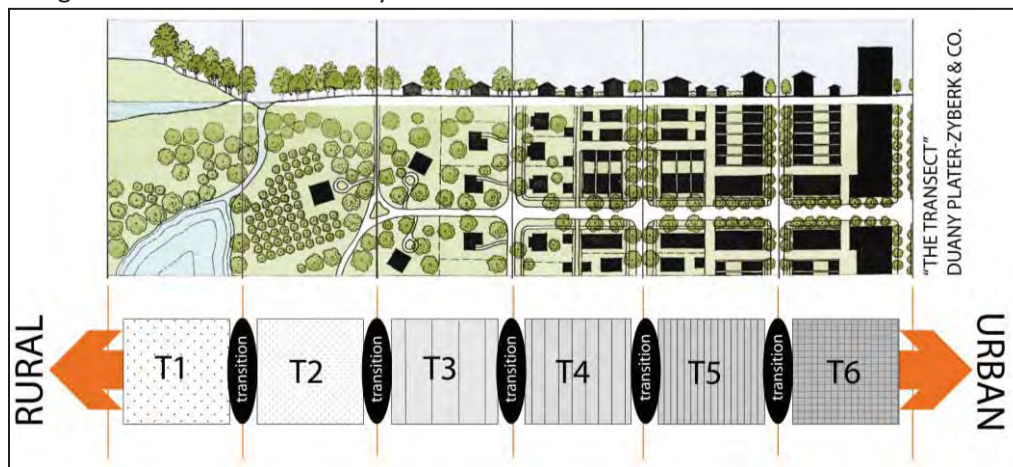 "THE TRANSECT"
DUANY PLATER-ZYBERK & CO.
RURAL
T1
transition
T2
transition
T3
transition
T4
transition
T5
transition
T6
URBAN